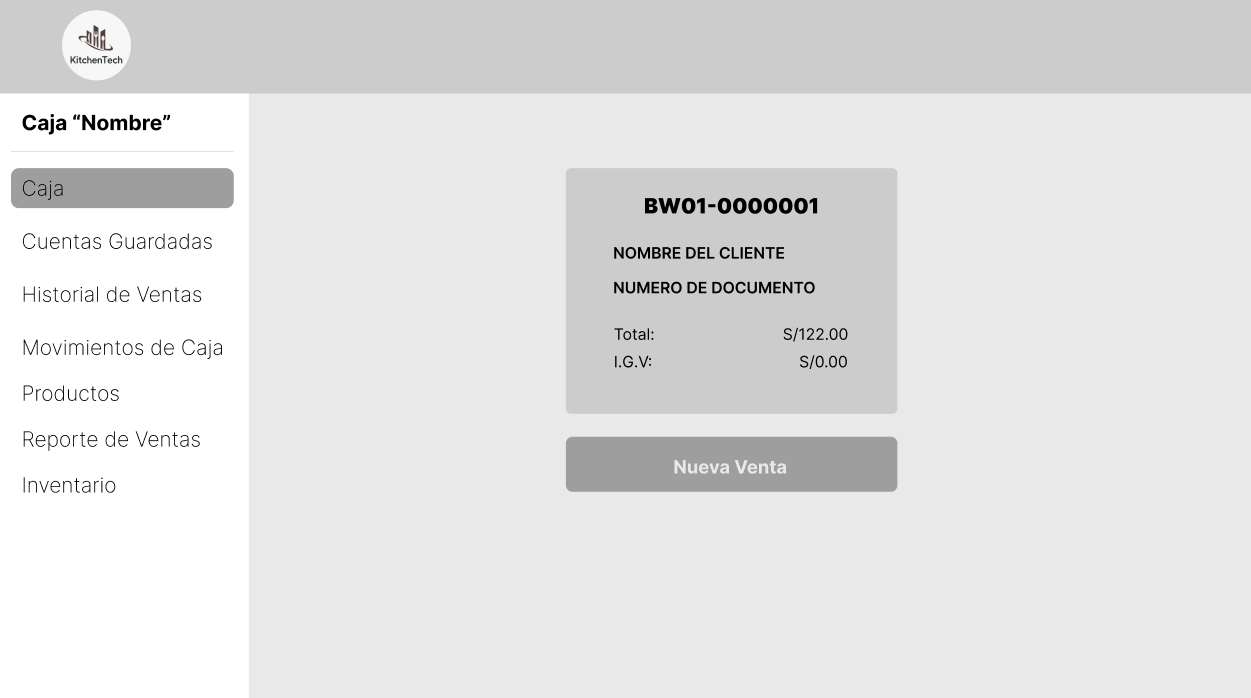 KitchenTech
Caja “Nombre”
Caja
Cuentas Guardadas
Historial de Ventas
Movimientos de Caja
Productos
Reporte de Ventas
Inventario
BW01-0000001
NOMBRE DEL CLIENTE
NUMERO DE DOCUMENTO
Total: S/122.00
I.G.V: S/0.00
Nueva Venta